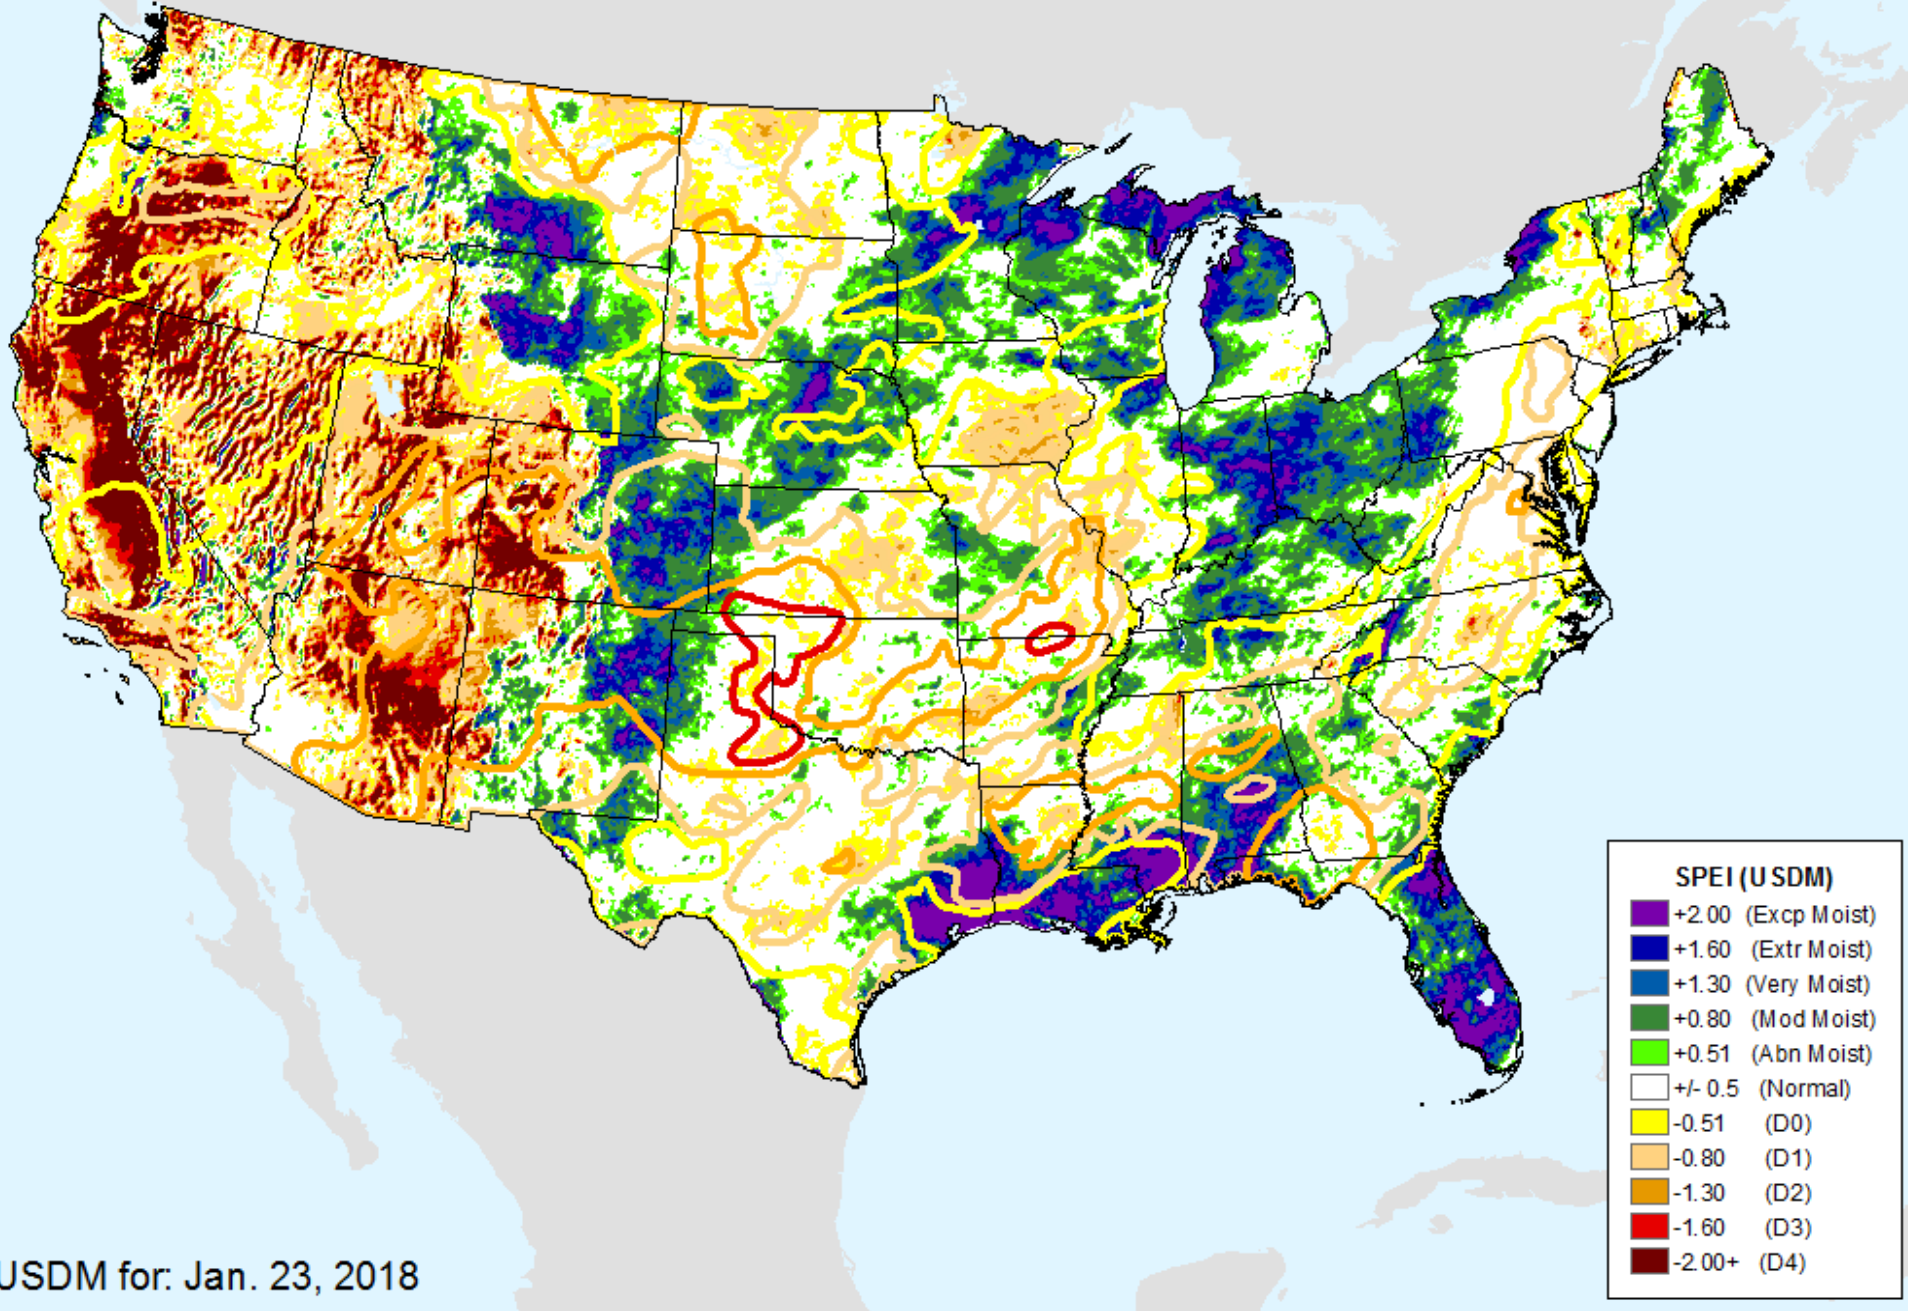 SPEI (USDM)
+2.00 (Excp Moist)
+1.60 (Extr Moist)
+1.30 (Very Moist)
+0.80 (Mod Moist)
+0.51 (Abn Moist)
+/- 0.5 (Normal)
-0.51 (D0)
-0.80 (D1)
-1.30 (D2)
-1.60 (D3)
-2.00+ (D4)
USDM for: Jan. 23, 2018